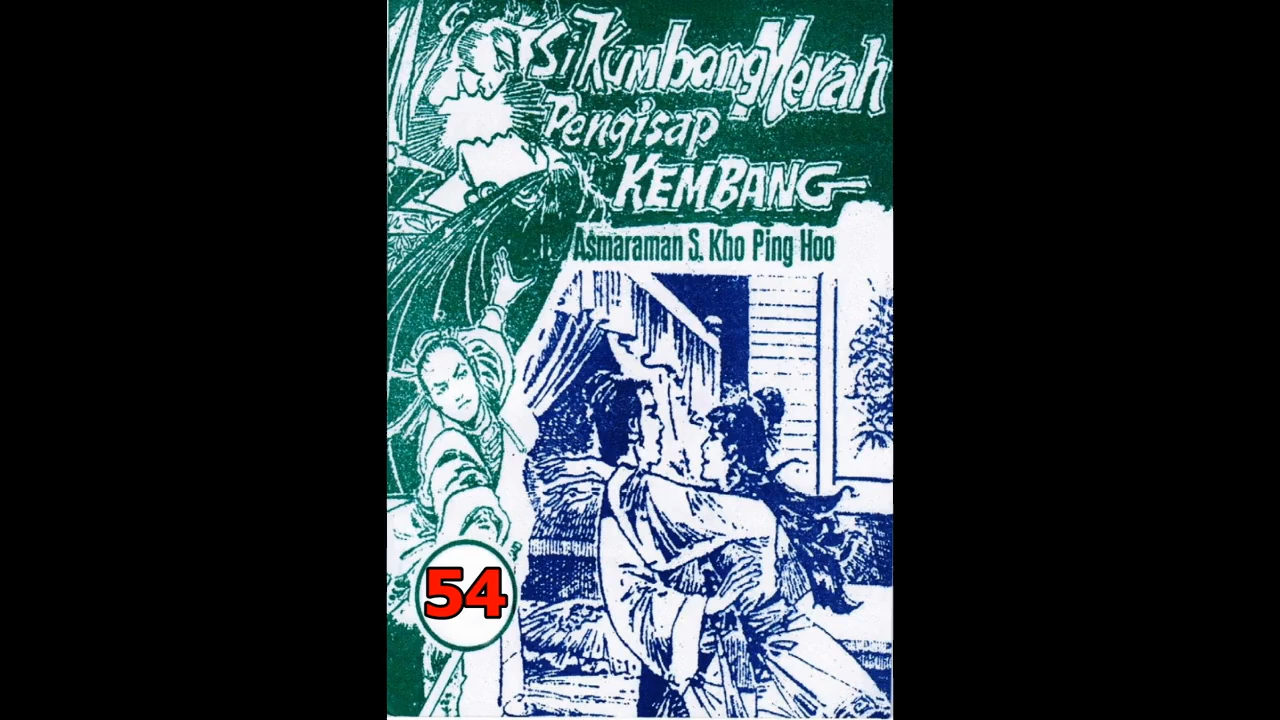 Si Kumbang Merah
Pengisap
KEMBANG
Asmaraman S. Kho Ping Hoo
54